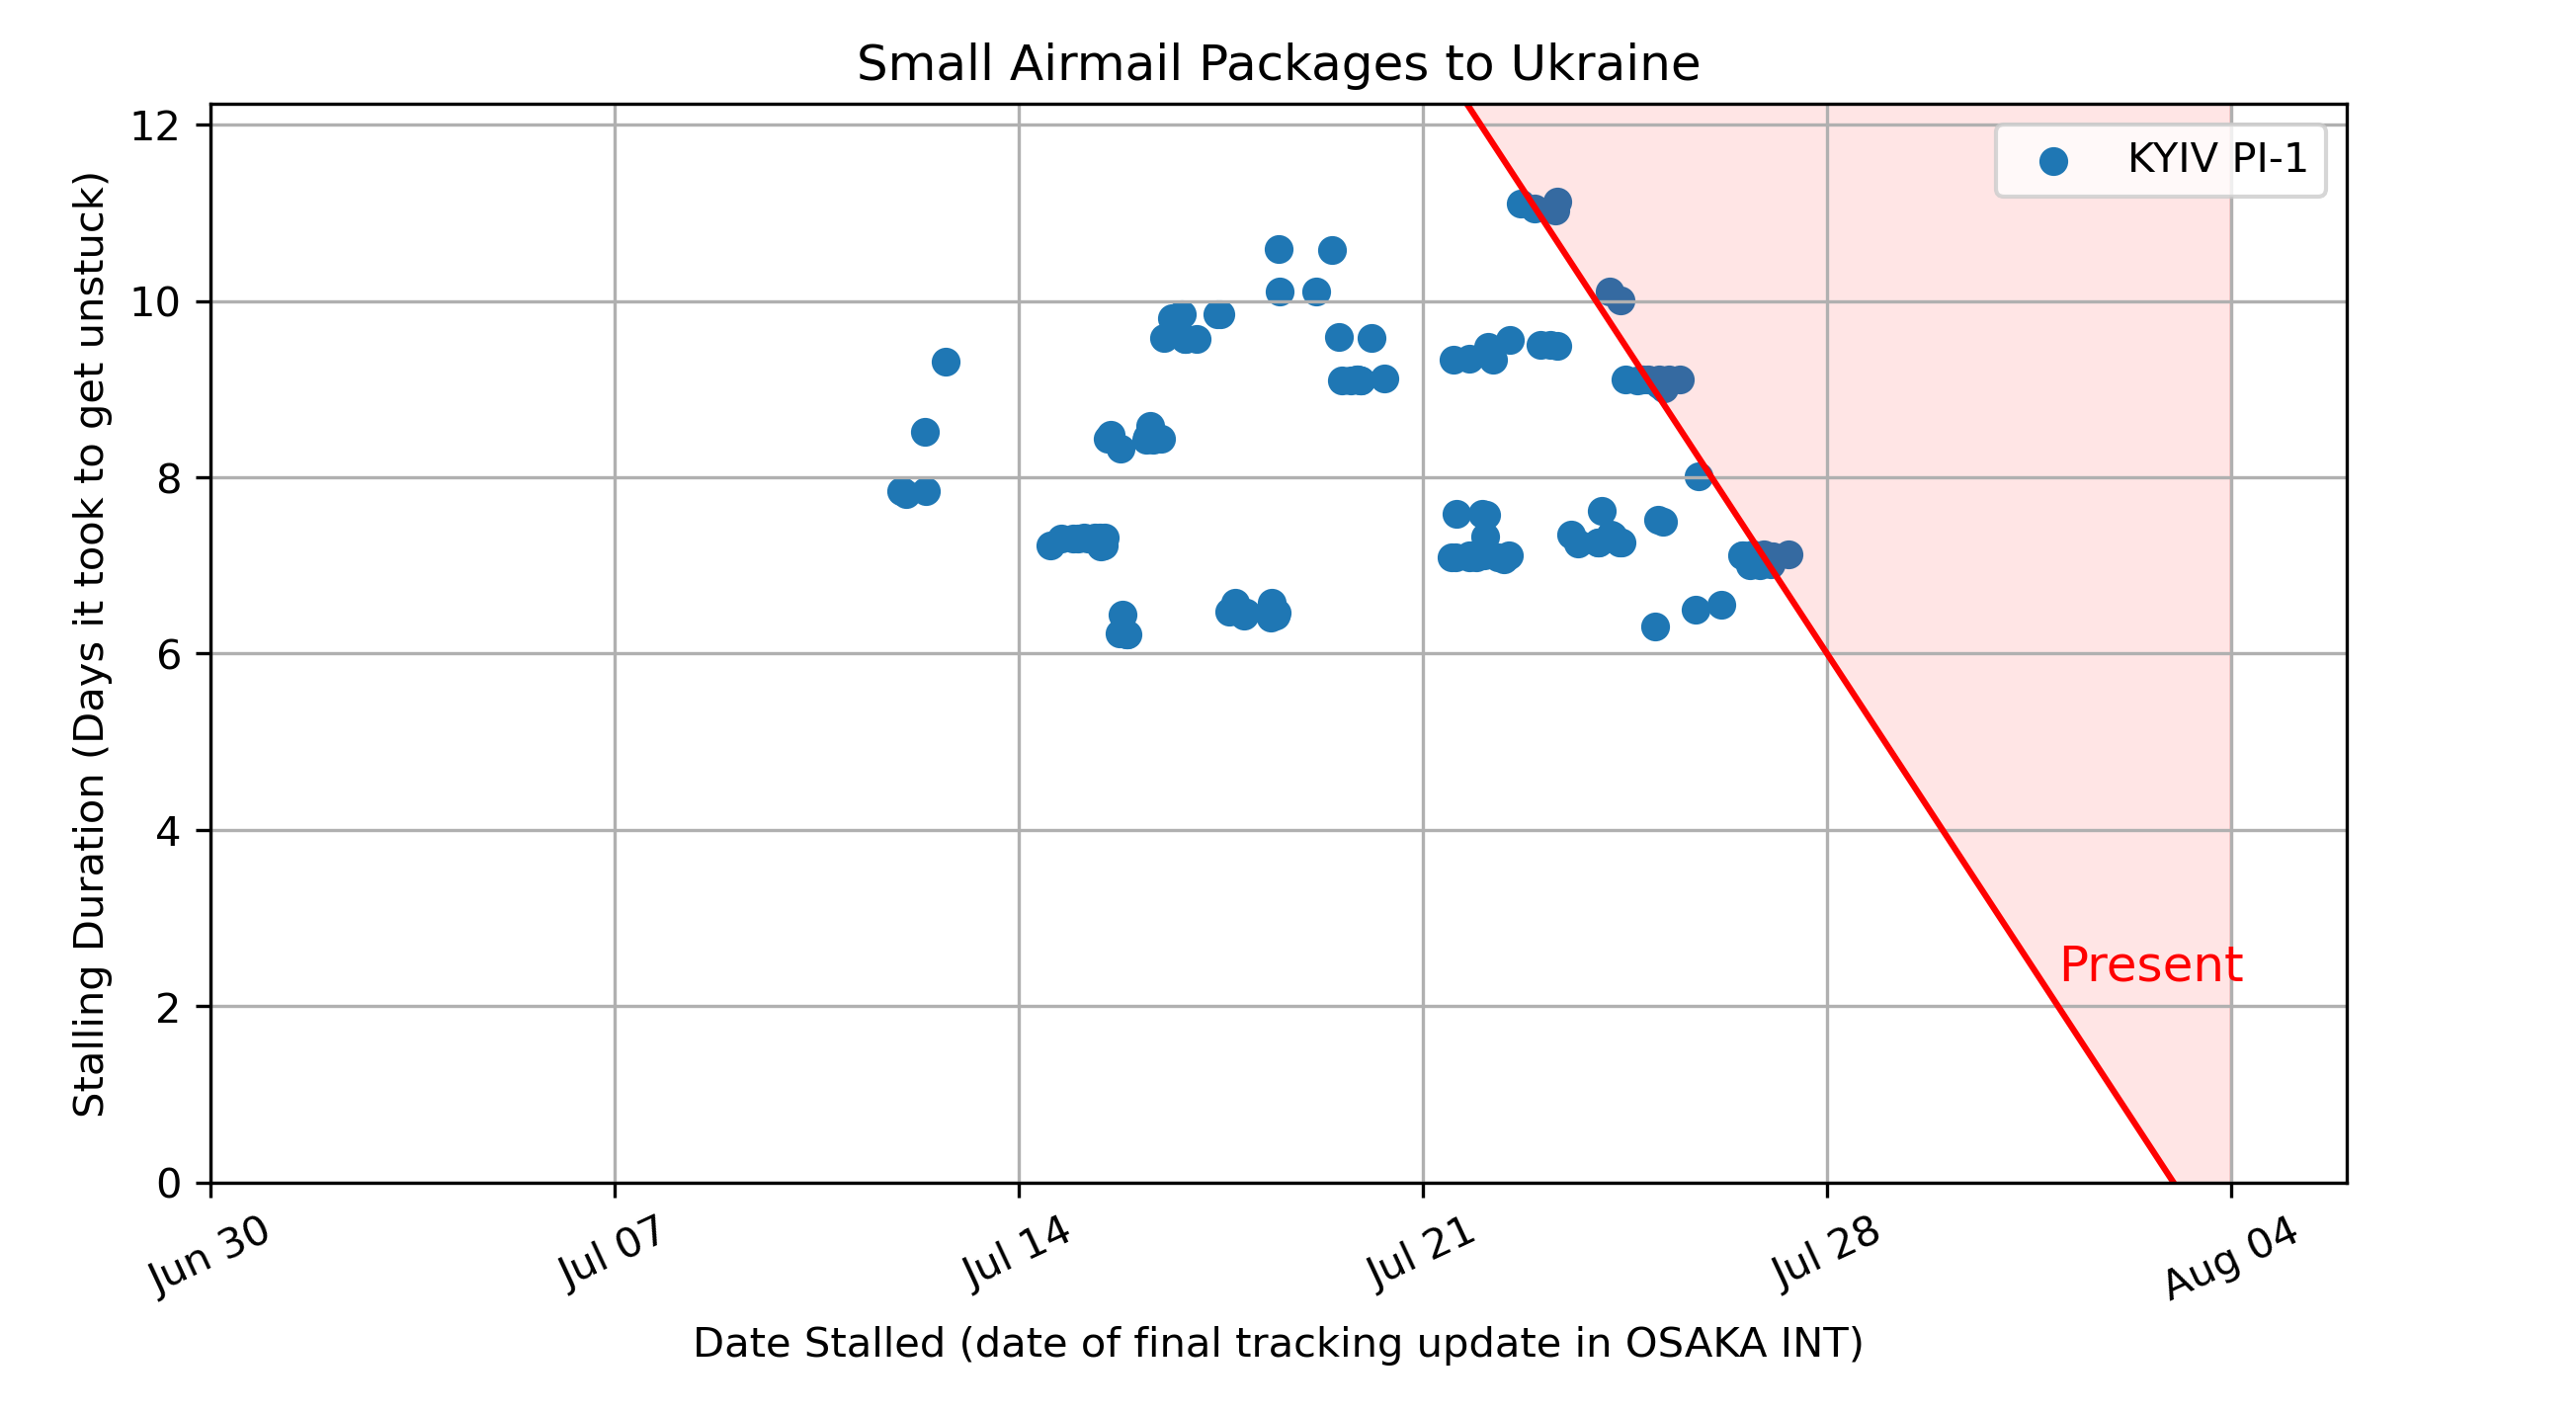 Small Airmail Packages to Ukraine
Stalling Duration (Days it took to get unstuck)
12
10
8
6
4
2
0
KYIV PI-1
Present
Jun 30
Jul 07
Jul 14
Jul 21
Jul 28
Aug 04
Date Stalled (date of final tracking update in OSAKA INT)